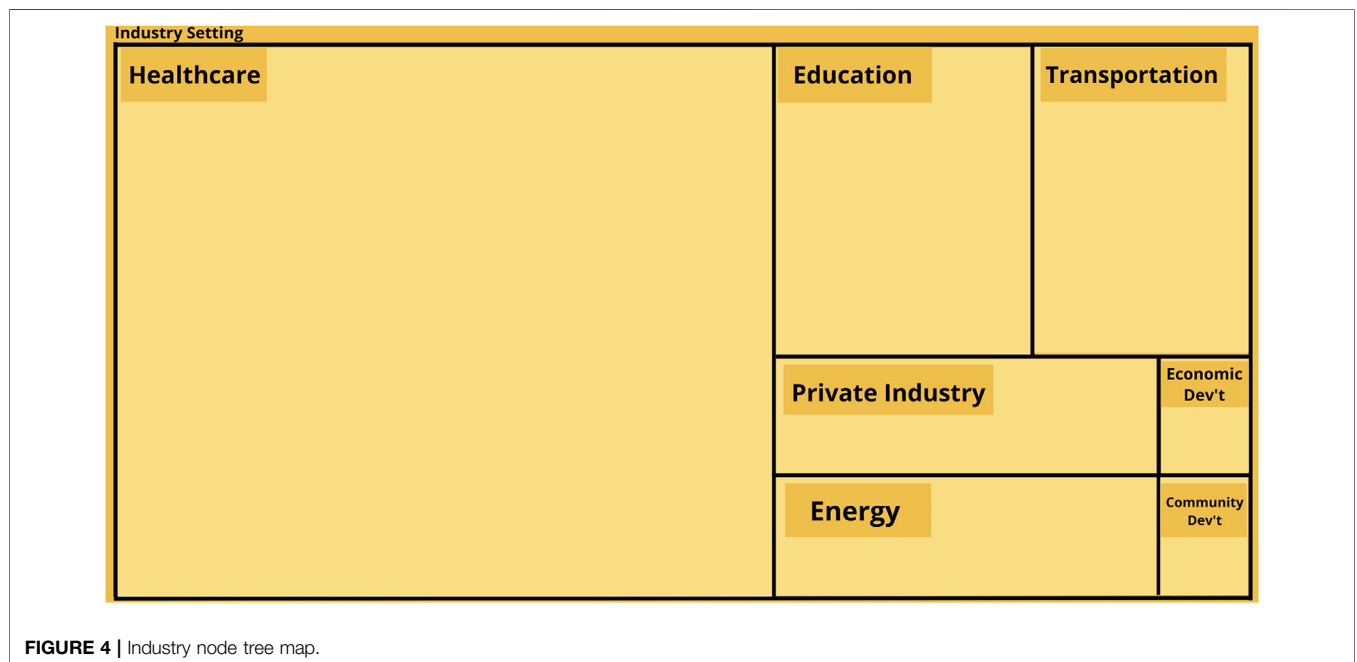 Industry Setting
Healthcare
Education
Transportation
Private Industry
Economic
Dev't
Energy
Community
Dev't
FIGURE 4 | Industry node tree map.